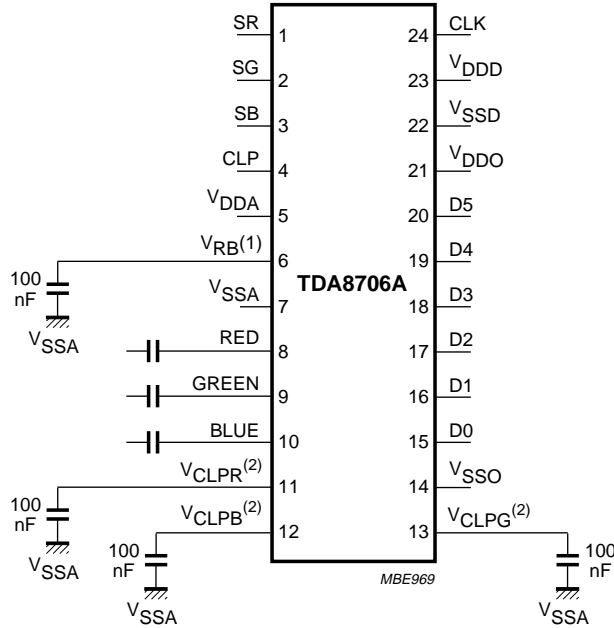 SR 1 24 CLK
SG 2 23 VDDD
SB 3 22 VSSD
CLP 4 21 VDDO
VDDA 5 20 D5
VRB(1) 6 19 D4
100 nF
VSSA
TDA8706A
VSSA 7 18 D3
RED 8 17 D2
GREEN 9 16 D1
BLUE 10 15 D0
VCLPR(2) 11 14 VSSO
100 nF
VSSA
VCLPB(2) 12 13 VCLPG(2)
100 nF
VSSA
100 nF
VSSA
MBE969